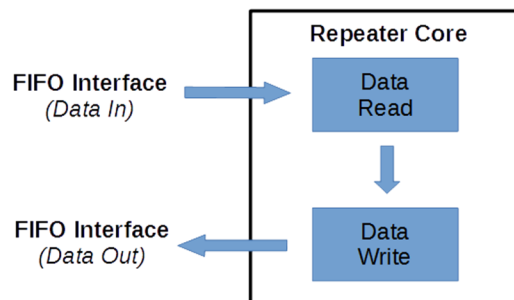 Repeater Core
FIFO Interface
(Data In)
Data
Read
FIFO Interface
(Data Out)
Data
Write